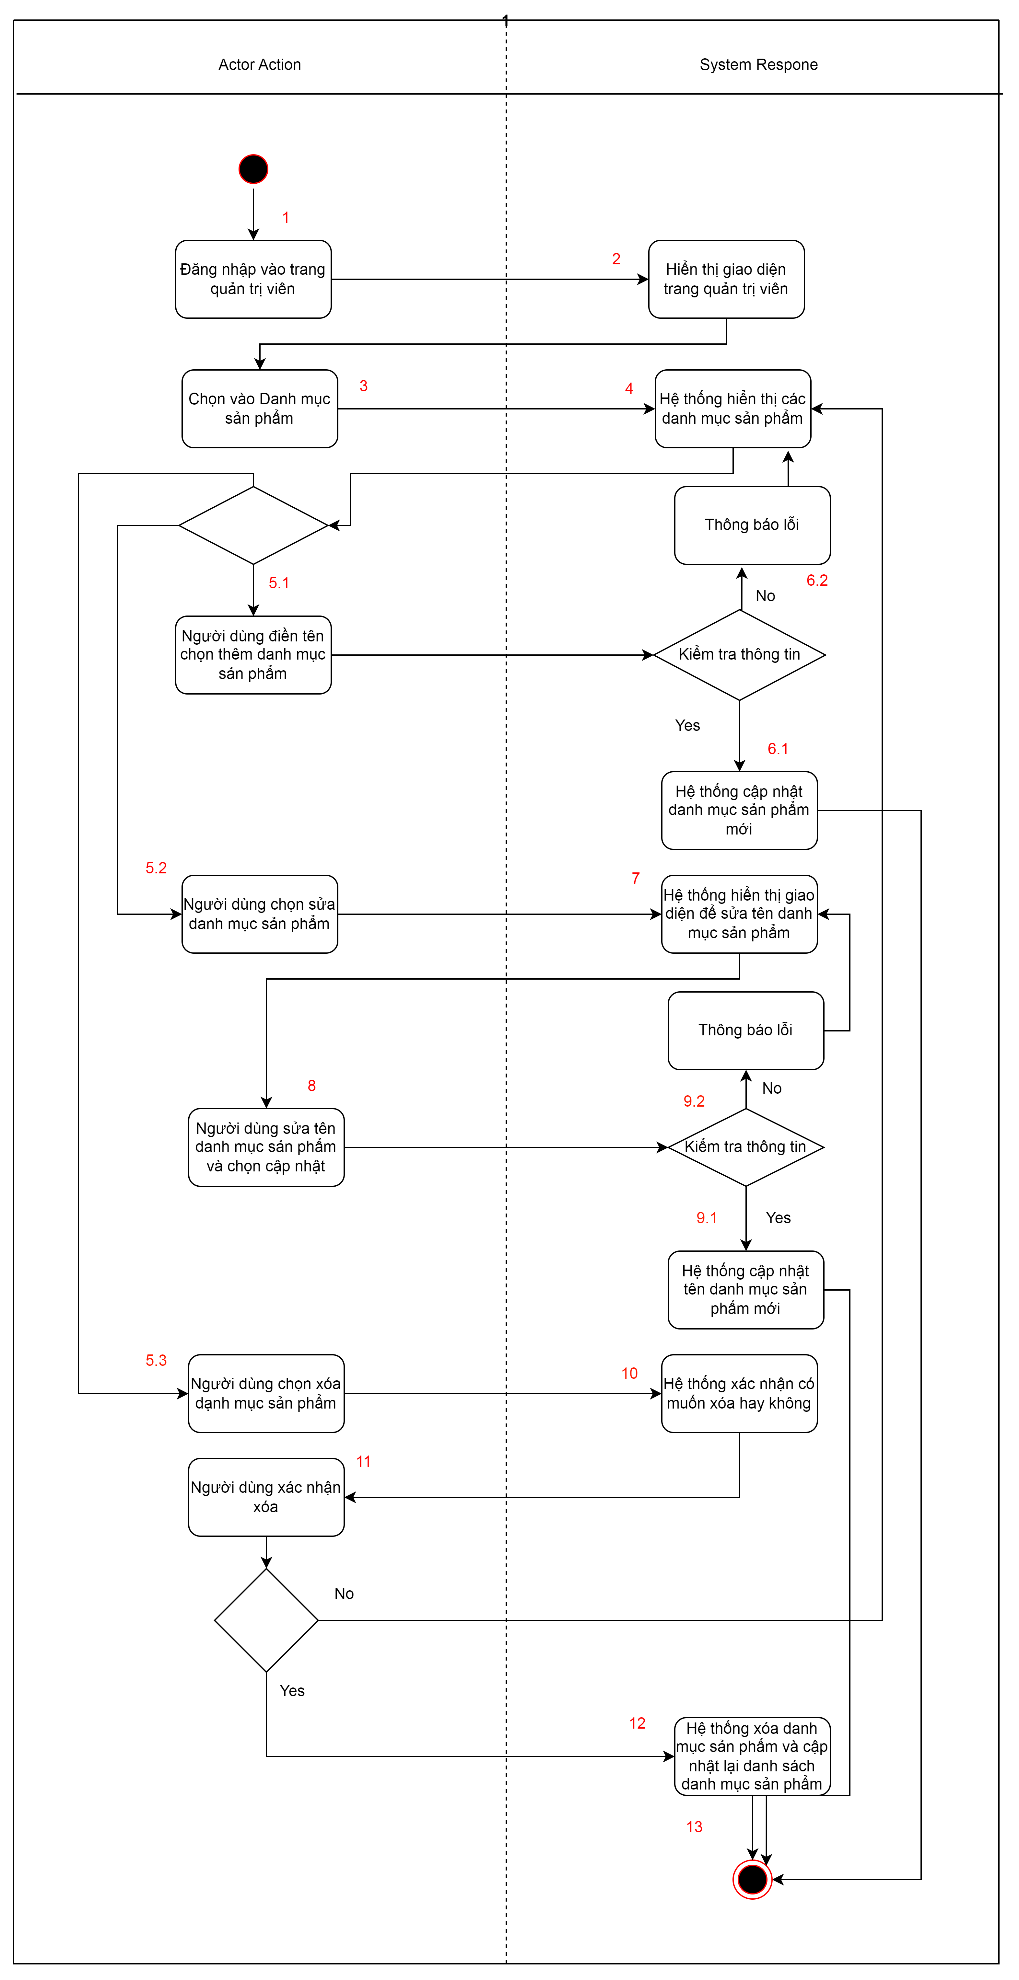 1
Actor Action
System Respone
1
Đăng nhập vào trang
quản trị viên
2
Hiển thị giao diện
trang quản trị viên
Chọn vào Danh mục
sản phẩm
3
4
Hệ thống hiển thị các
danh mục sản phẩm
Thông báo lỗi
6.2
No
5.1
Người dùng điền tên
chọn thêm danh mục
sản phẩm
Kiểm tra thông tin
Yes
6.1
Hệ thống cập nhật
danh mục sản phẩm
mới
5.2
Người dùng chọn sửa
danh mục sản phẩm
7
Hệ thống hiển thị giao
diện để sửa tên danh
mục sản phẩm
Thông báo lỗi
No
8
9.2
Người dùng sửa tên
danh mục sản phẩm
và chọn cập nhật
Kiểm tra thông tin
9.1
Yes
Hệ thống cập nhật
tên danh mục sản
phẩm mới
5.3
Người dùng chọn xóa
danh mục sản phẩm
10
Hệ thống xác nhận có
muốn xóa hay không
11
Người dùng xác nhận
xóa
No
Yes
12
Hệ thống xóa danh
mục sản phẩm và cập
nhật lại danh sách
danh mục sản phẩm
13